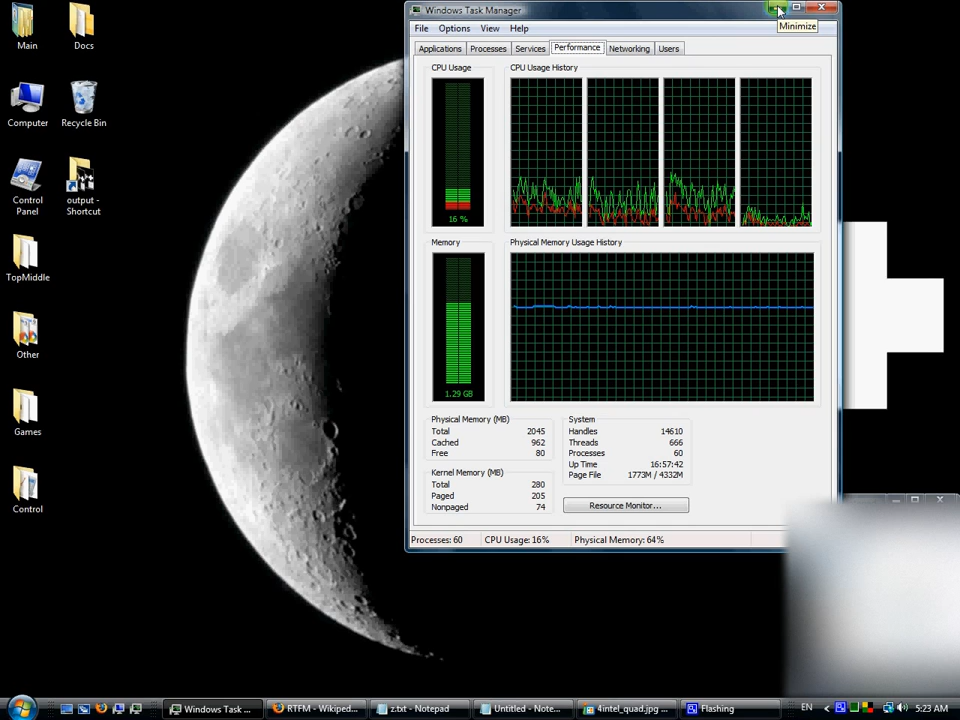 Main
Docs
Computer
Recycle Bin
Control
Panel
output -
Shortcut
TopMiddle
Other
Games
Control
Windows Task Manager
Minimize
File Options View Help
Applications Processes Services Performance Networking Users
CPU Usage
CPU Usage History
16 %
Memory
Physical Memory Usage History
1.29 GB
Physical Memory (MB)
Total 2045
Cached 962
Free 80
Kernel Memory (MB)
Total 280
Paged 205
Nonpaged 74
System
Handles 14610
Threads 666
Processes 60
Up Time 16:57:42
Page File 1773M / 4332M
Resource Monitor...
Processes: 60 CPU Usage: 16% Physical Memory: 64%
Windows Task ...
RTFM - Wikiped...
z.txt - Notepad
Untitled - Note...
4intel_quad.jpg ...
Flashing
EN
5:23 AM